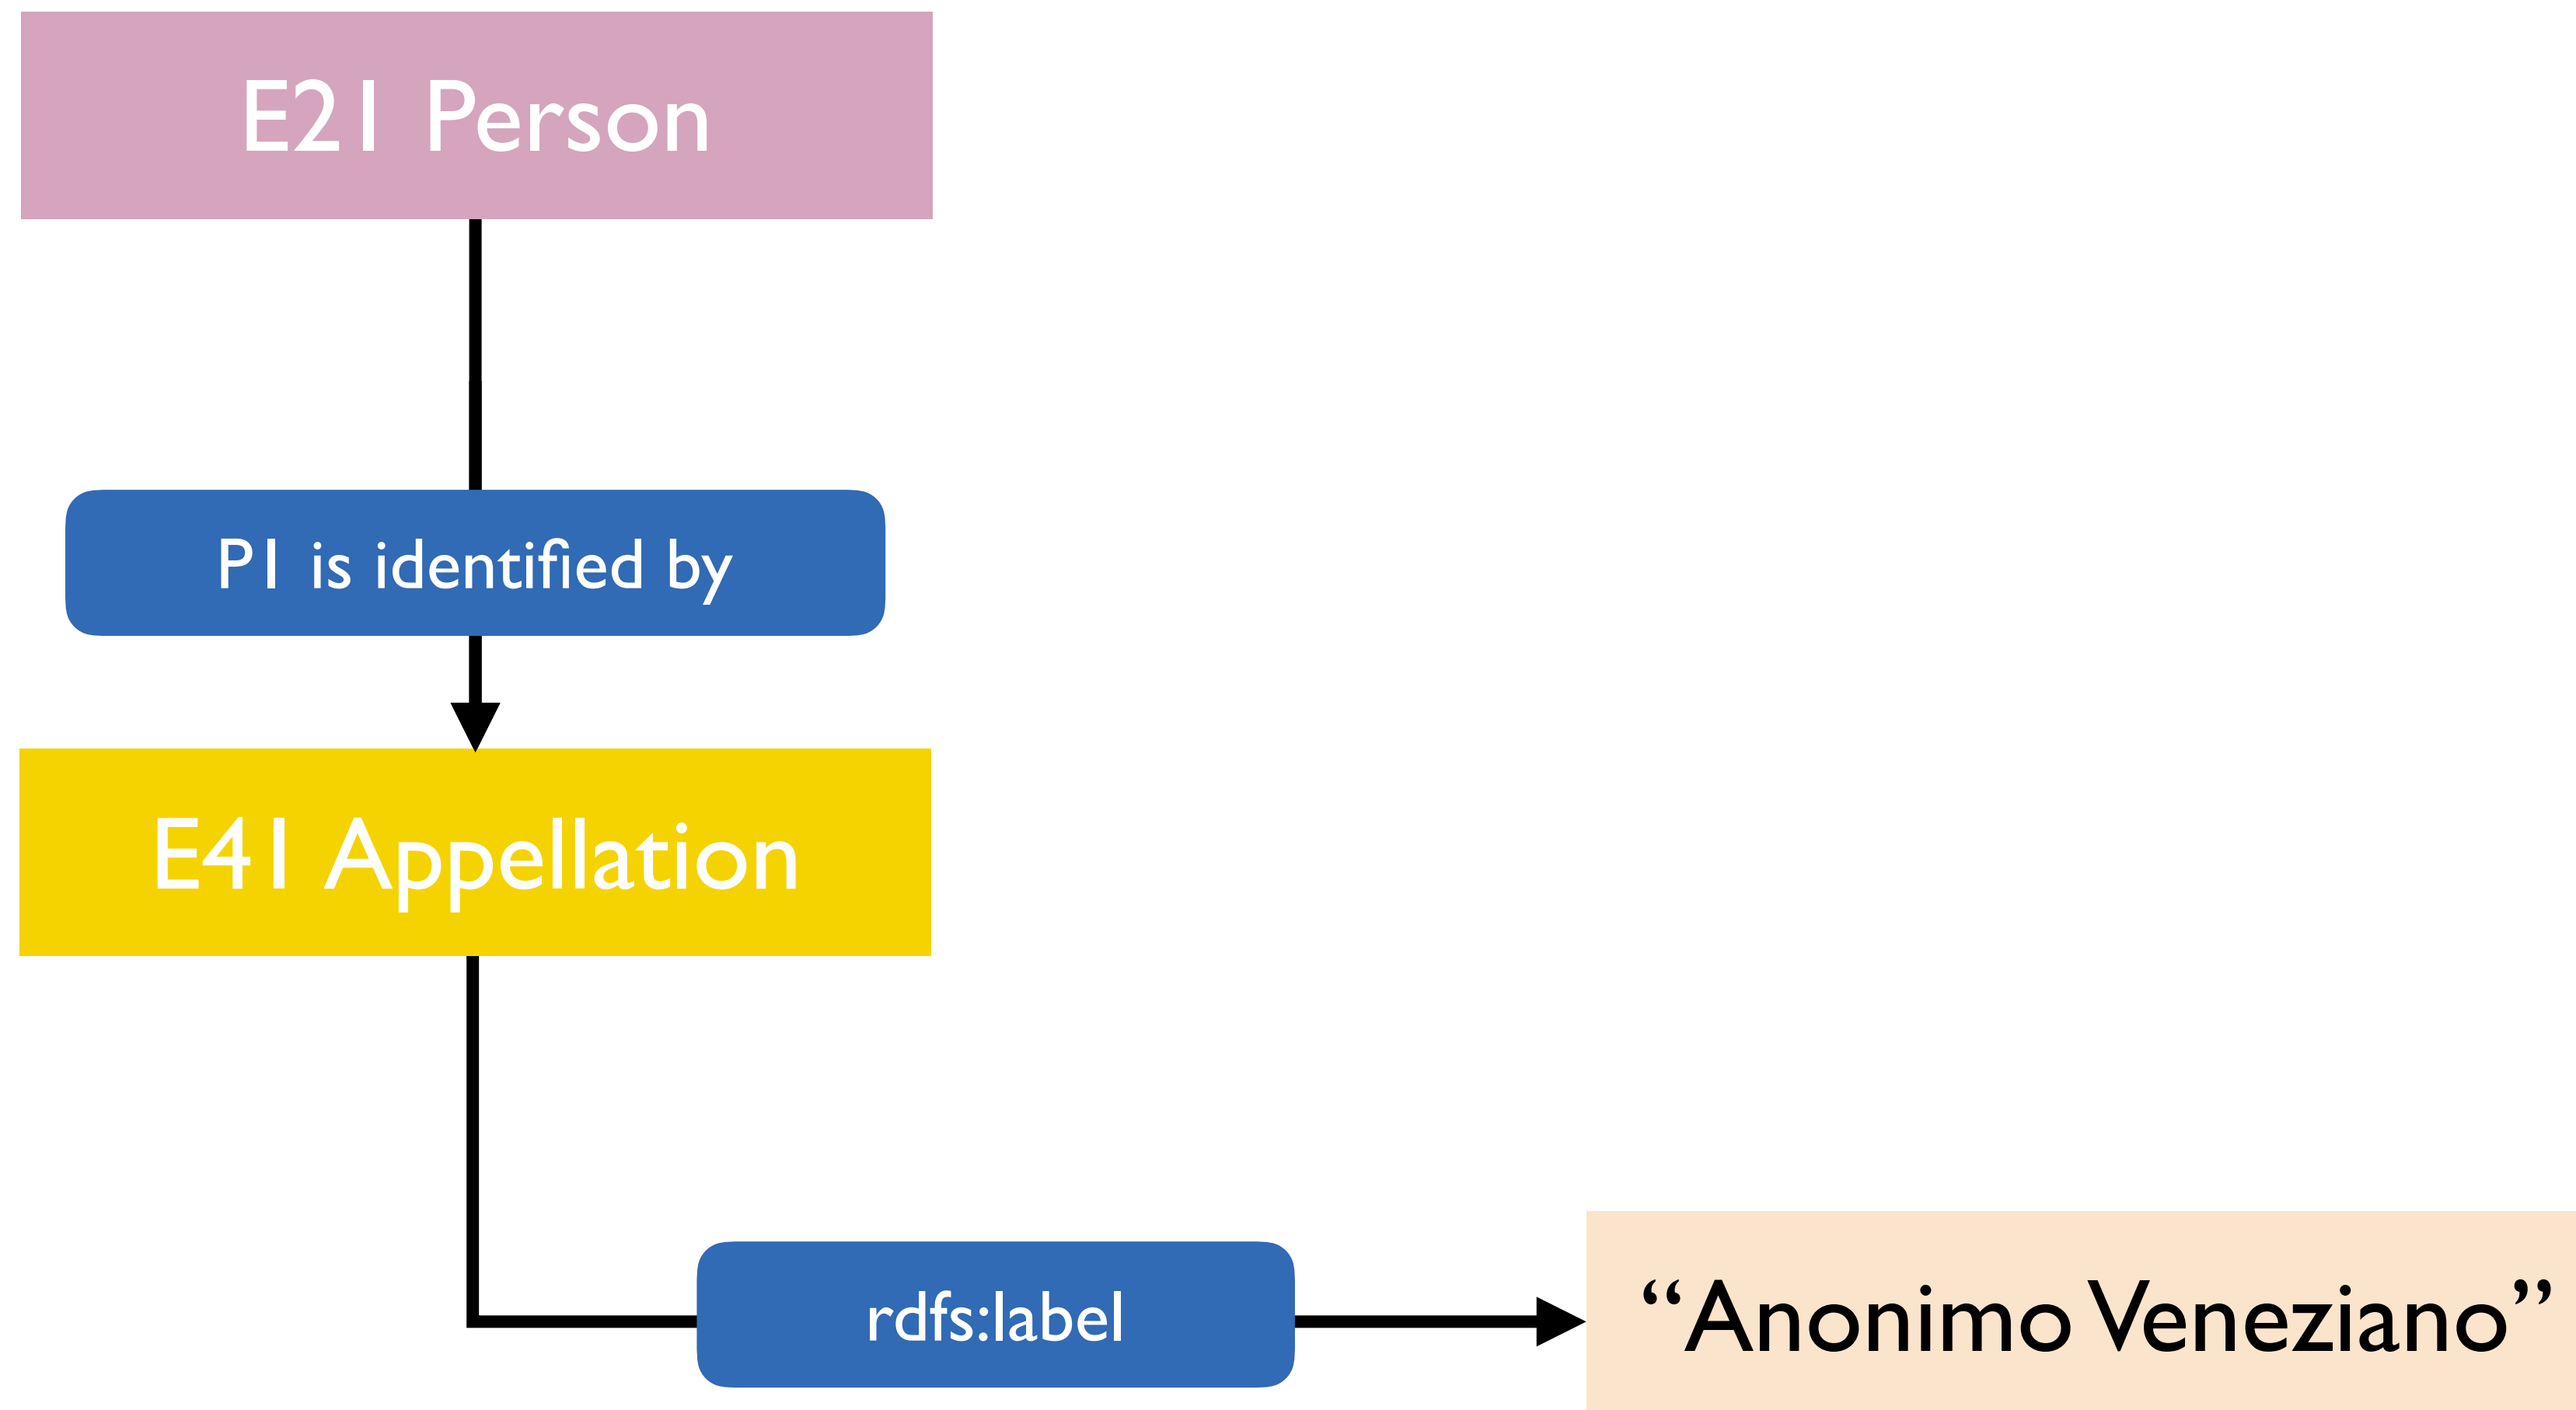 E21 Person
P1 is identified by
E41 Appellation
rdfs:label
“Anonimo Veneziano”